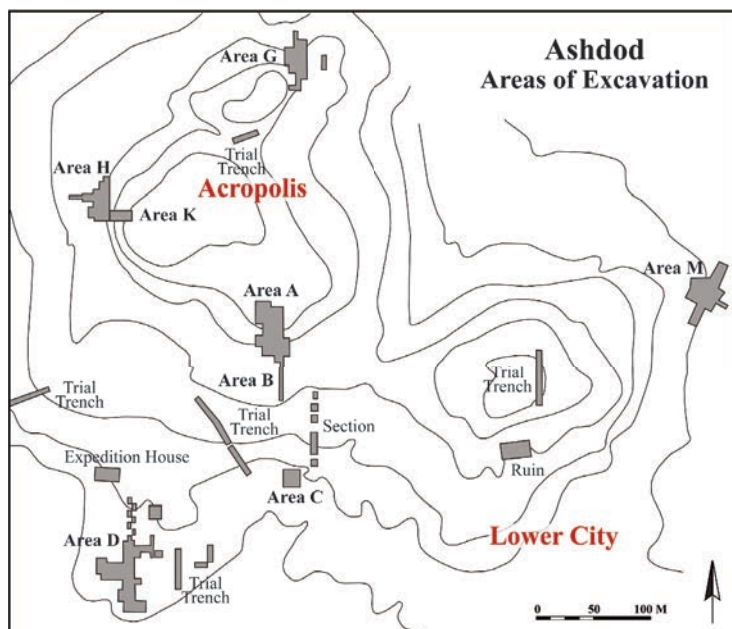 Ashdod
Areas of Excavation
Area G
Trial
Trench
Area H
Acropolis
Area K
Area M
Area A
Area B
Trial
Trench
Trial
Trench
Trial
Trench
Section
Expedition House
Ruin
Area C
Lower City
Area D
Trial
Trench
0 50 100 M